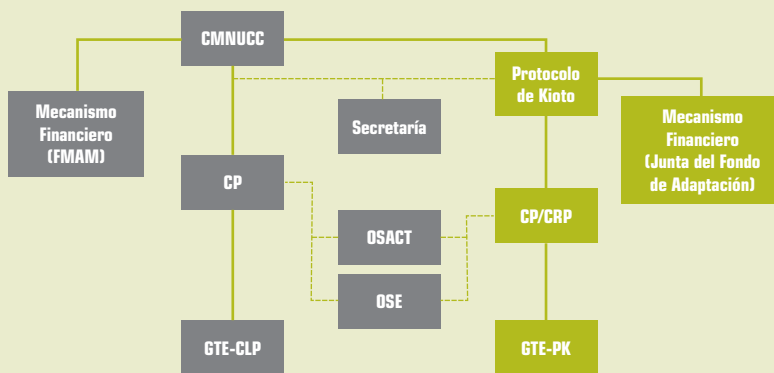 CMNUCC
Protocolo
de Kioto
Mecanismo
Financiero
(FMAM)
Secretaría
Mecanismo
Financiero
(Junta del Fondo
de Adaptación)
CP
CP/CRP
OSACT
OSE
GTE-CLP
GTE-PK